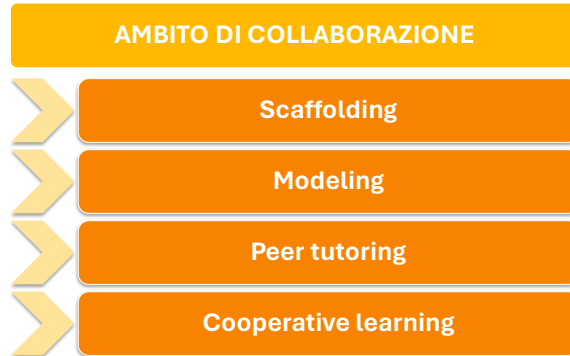 AMBITO DI COLLABORAZIONE
Scaffolding
Modeling
Peer tutoring
Cooperative learning